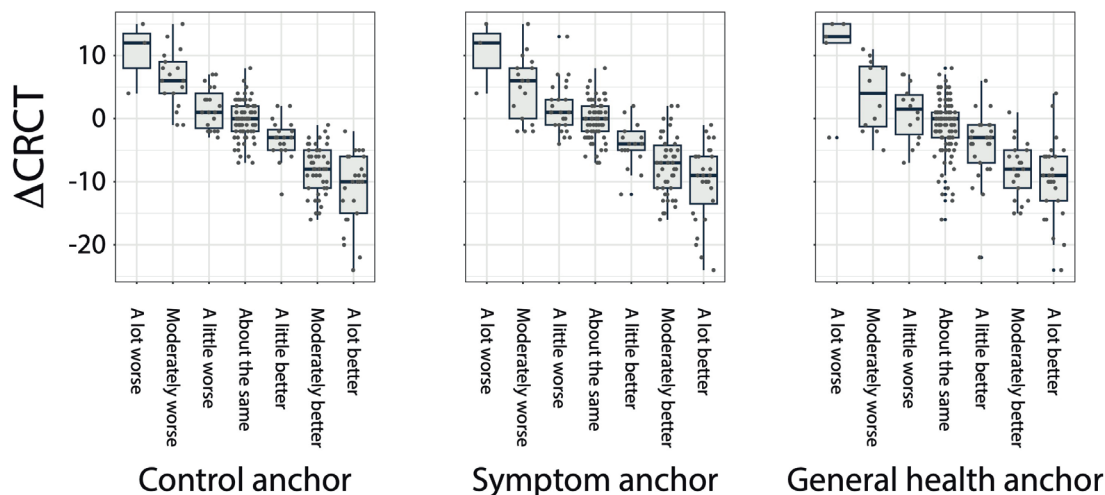 ΔCRCT
10
0
-10
-20
A lot worse
Moderately worse
A little worse
About the same
A little better
Moderately better
A lot better
Control anchor
A lot worse
Moderately worse
A little worse
About the same
A little better
Moderately better
A lot better
Symptom anchor
A lot worse
Moderately worse
A little worse
About the same
A little better
Moderately better
A lot better
General health anchor